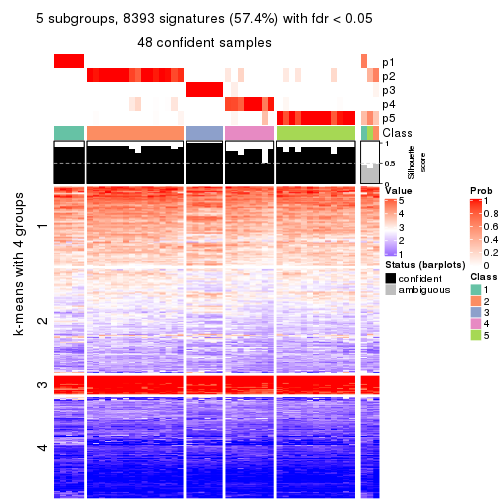 5 subgroups, 8393 signatures (57.4%) with fdr < 0.05
48 confident samples
p1
p2
p3
p4
p5
Class
1
0.5
0
Silhouette
score
k-means with 4 groups
1
2
3
4
Value
5
4
3
2
1
Status (barplots)
confident
ambiguous
Prob
1
0.8
0.6
0.4
0.2
0
Class
1
2
3
4
5